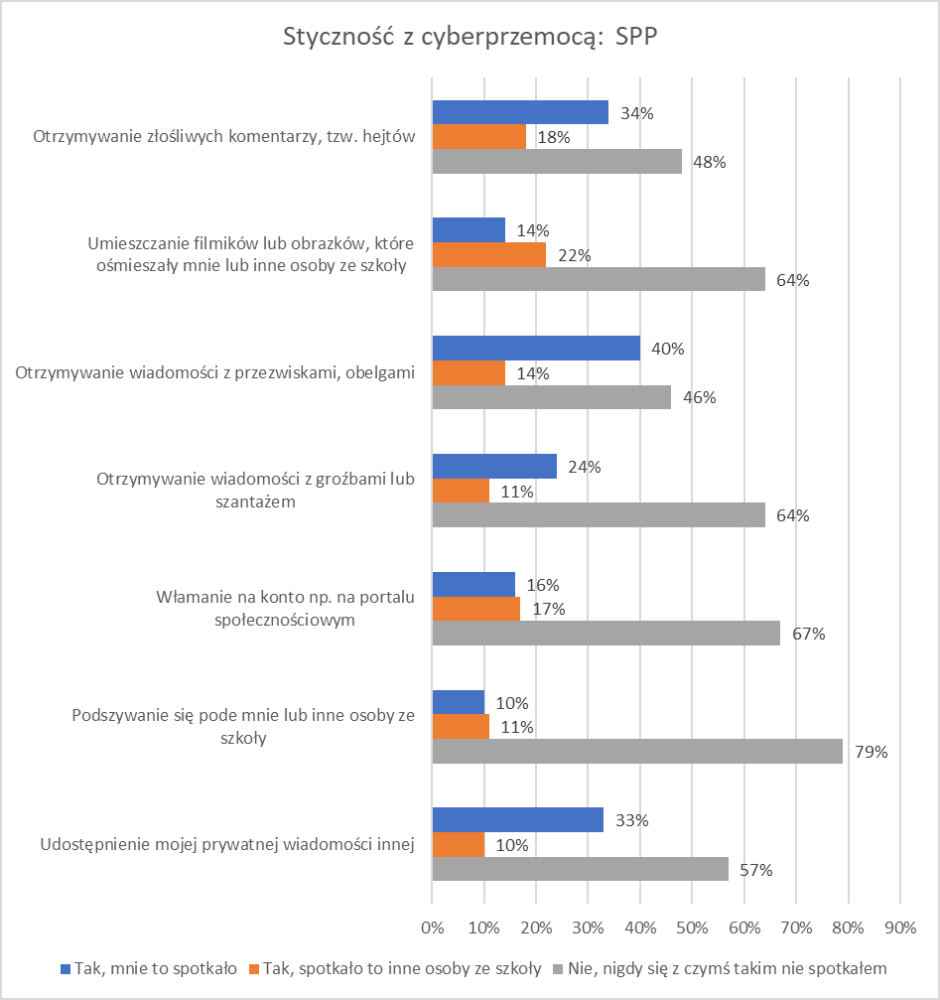 Styczność z cyberprzemocą: SPP
Otrzymywanie złośliwych komentarzy, tzw. hejtów
34%
18%
48%
Umieszczanie filmików lub obrazków, które
ośmieszały mnie lub inne osoby ze szkoły
14%
22%
64%
Otrzymywanie wiadomości z przezwiskami, obelgami
40%
14%
46%
Otrzymywanie wiadomości z groźbami lub
szantażem
24%
11%
64%
Włamanie na konto np. na portalu
społecznościowym
16%
17%
67%
Podszywanie się pode mnie lub inne osoby ze
szkoły
10%
11%
79%
Udostępnienie mojej prywatnej wiadomości innej
33%
10%
57%
0% 10% 20% 30% 40% 50% 60% 70% 80% 90%
Tak, mnie to spotkało Tak, spotkało to inne osoby ze szkoły Nie, nigdy się z czymś takim nie spotkałem